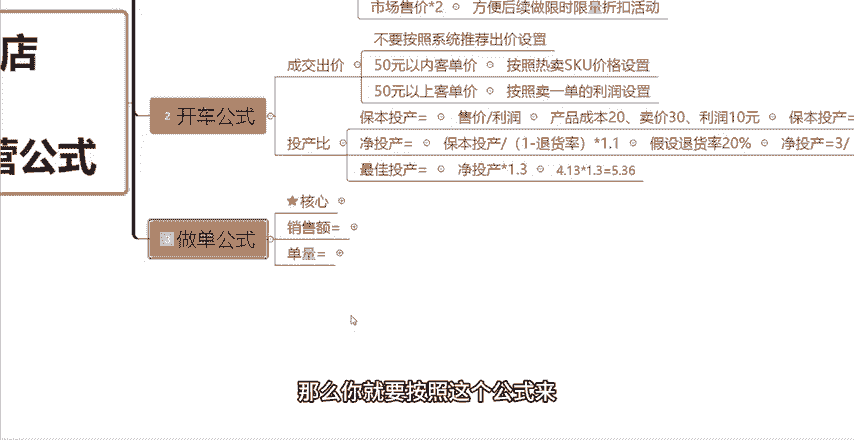 市场售价*2 方便后续做限时限量折扣活动
店
营公式
2 开车公式
成交出价
不要按照系统推荐出价设置
50元以内客单价 按照热卖SKU价格设置
50元以上客单价 按照卖一单的利润设置
投产比
保本投产= 售价/利润 产品成本20、卖价30、利润10元 保本投产=
净投产= 保本投产/（1-退货率）*1.1 假设退货率20% 净投产=3/
最佳投产= 净投产*1.3 4.13*1.3=5.36
3 做单公式
★核心
销售额=
单量=
那么你就要按照这个公式来